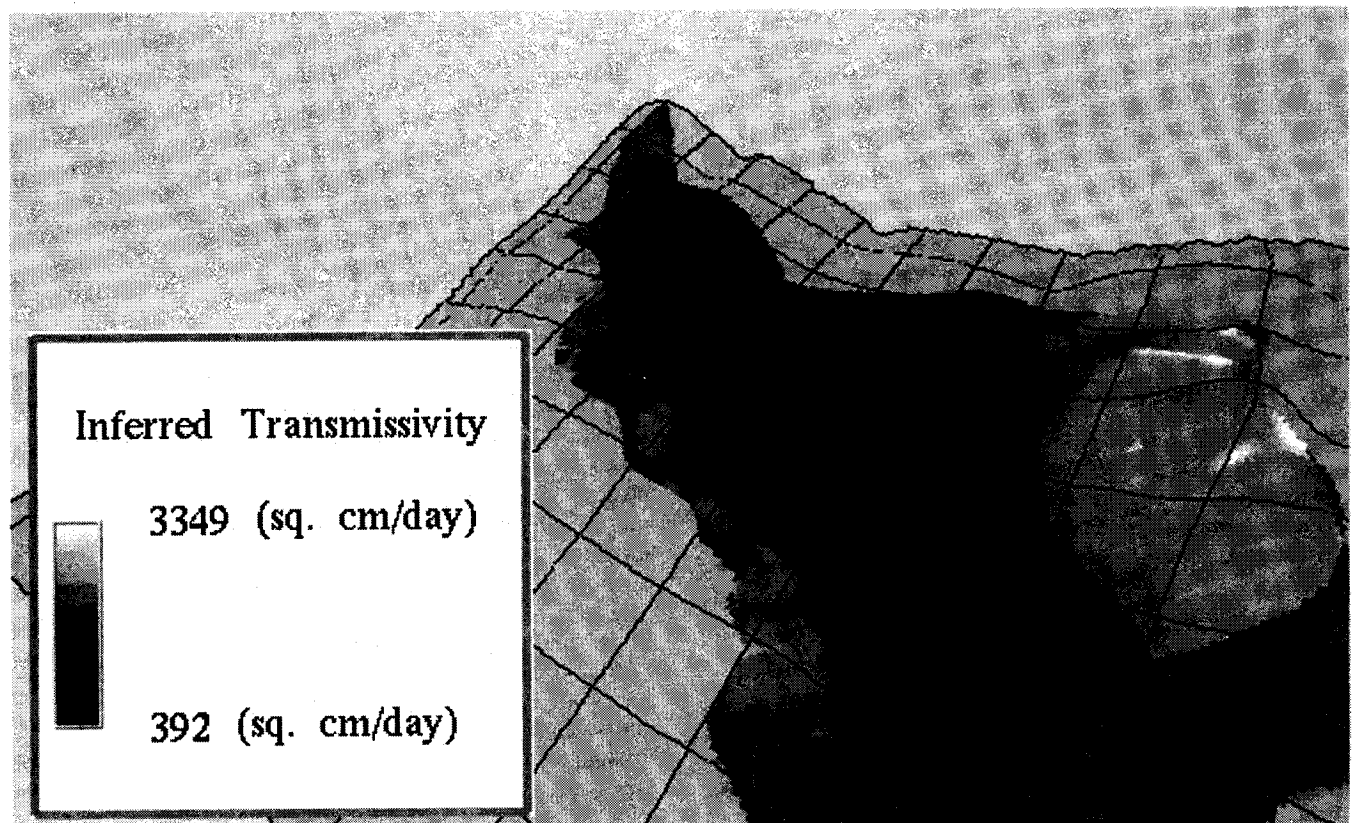 Inferred Transmissivity
3349 (sq. cm/day)
392 (sq. cm/day)